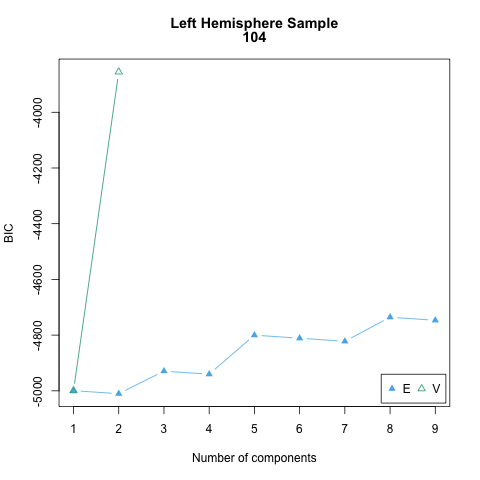 Left Hemisphere Sample
104
BIC
-4000
-4200
-4400
-4600
-4800
-5000
E V
1 2 3 4 5 6 7 8 9
Number of components